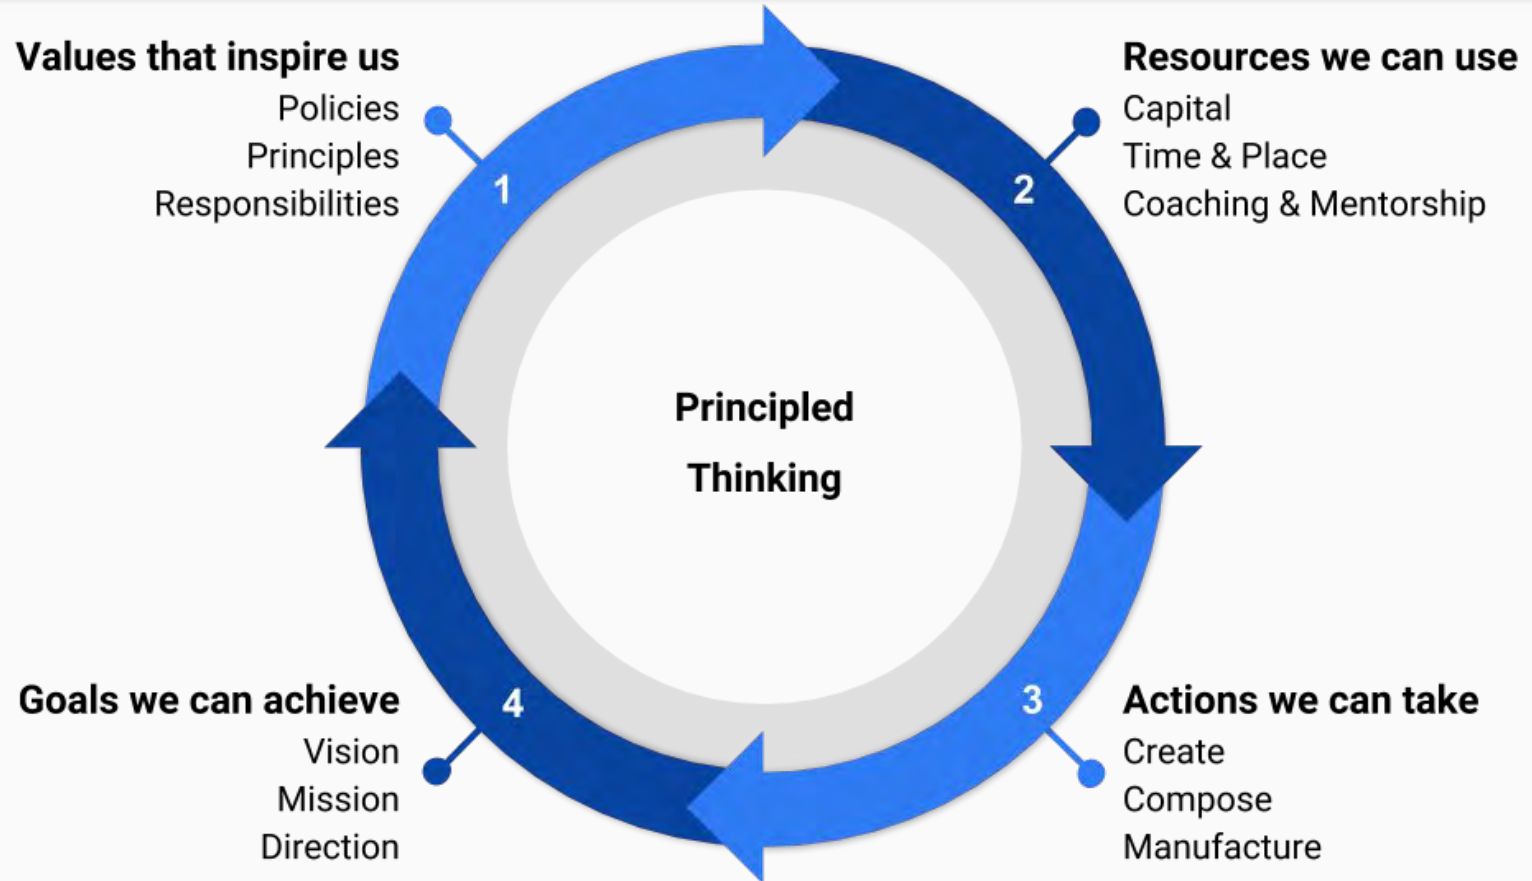 Values that inspire us
Policies
Principles
Responsibilities
1
Resources we can use
Capital
Time & Place
Coaching & Mentorship
2
Principled
Thinking
Actions we can take
Create
Compose
Manufacture
3
Goals we can achieve
Vision
Mission
Direction
4